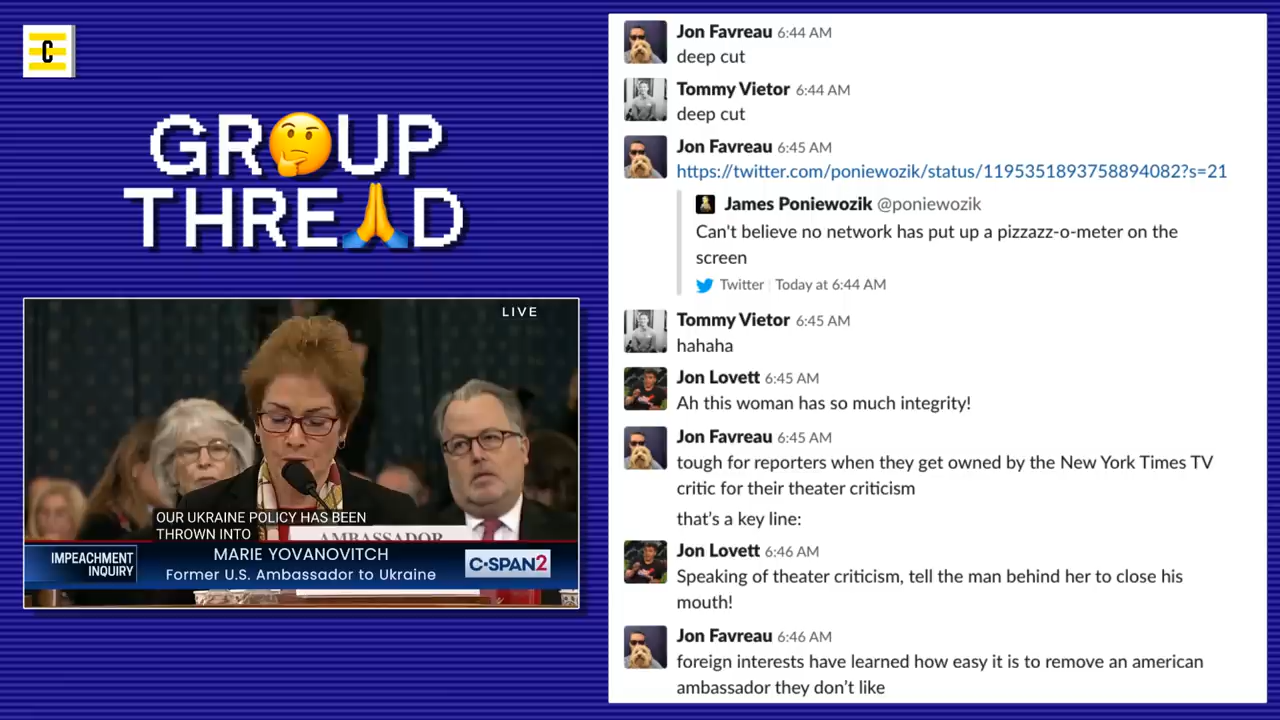 C
GR🤔UP
THRE🙏D
LIVE
OUR UKRAINE POLICY HAS BEEN
THROWN INTO
AMBASSADOR
IMPEACHMENT
INQUIRY
MARIE YOVANOVITCH
Former U.S. Ambassador to Ukraine
C-SPAN2
Jon Favreau 6:44 AM
deep cut
Tommy Vietor 6:44 AM
deep cut
Jon Favreau 6:45 AM
https://twitter.com/poniewozik/status/1195351893758894082?s=21
James Poniewozik @poniewozik
Can't believe no network has put up a pizzazz-o-meter on the
screen
Twitter Today at 6:44 AM
Tommy Vietor 6:45 AM
hahaha
Jon Lovett 6:45 AM
Ah this woman has so much integrity!
Jon Favreau 6:45 AM
tough for reporters when they get owned by the New York Times TV
critic for their theater criticism
that’s a key line:
Jon Lovett 6:46 AM
Speaking of theater criticism, tell the man behind her to close his
mouth!
Jon Favreau 6:46 AM
foreign interests have learned how easy it is to remove an american
ambassador they don’t like